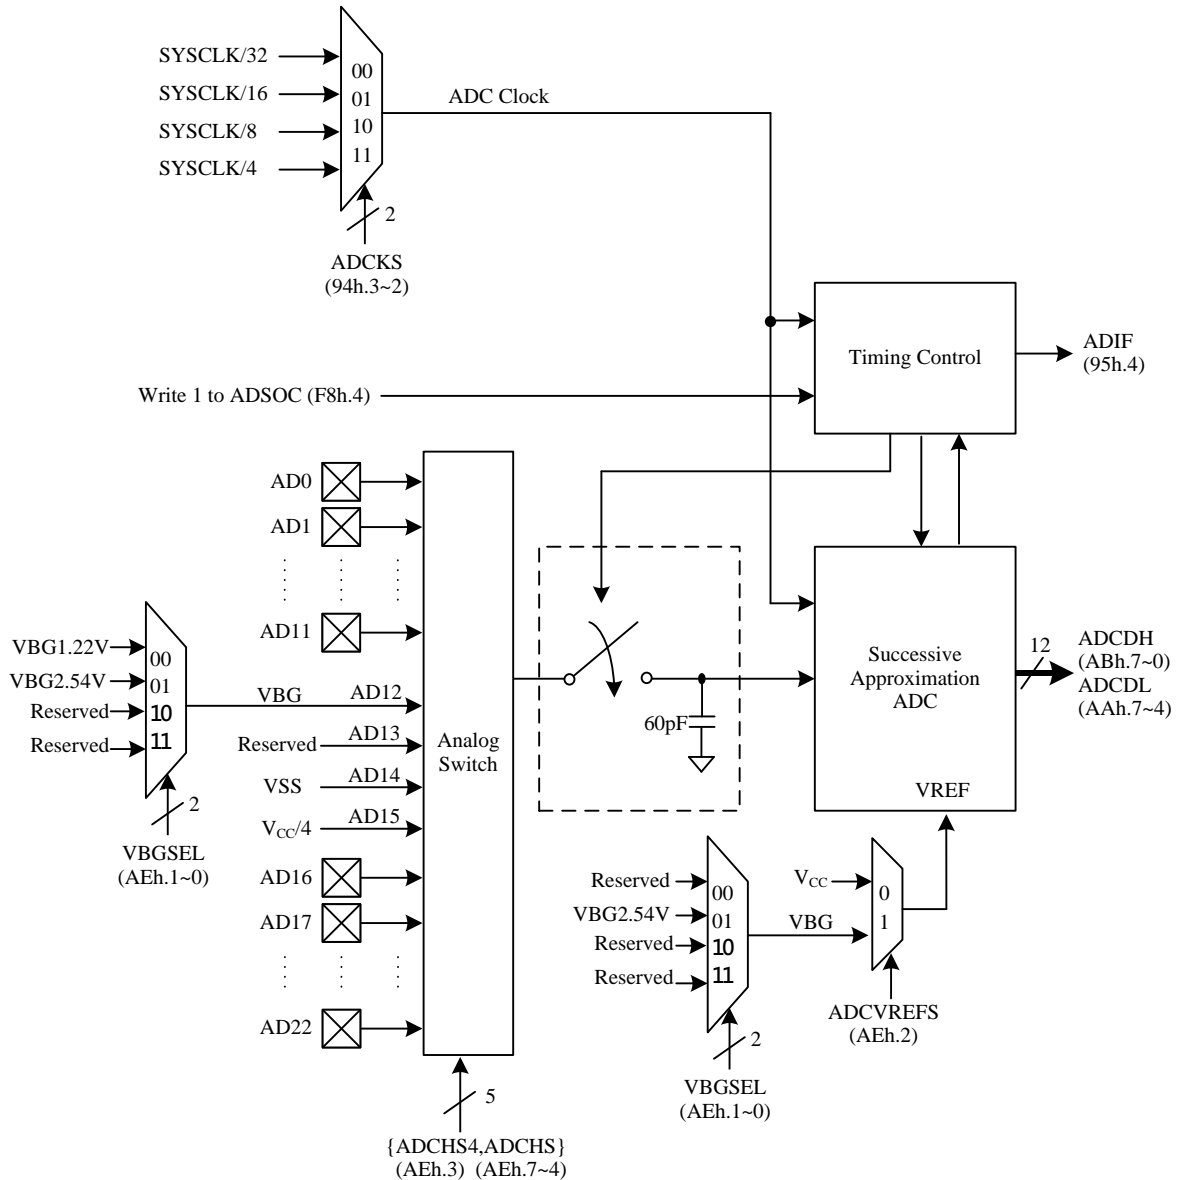 SYSCLK/32
SYSCLK/16
SYSCLK/8
SYSCLK/4
00
01
10
11
ADC Clock
2
ADCKS
(94h.3~2)
Timing Control
ADIF
(95h.4)
Write 1 to ADSOC (F8h.4)
AD0
AD1
AD11
VBG1.22V
VBG2.54V
Reserved
Reserved
00
01
10
11
2
VBGSEL
(AEh.1~0)
VBG
AD12
Reserved
AD13
VSS
AD14
VCC/4
AD15
AD16
AD17
AD22
Analog
Switch
5
{ADCHS4,ADCHS}
(AEh.3) (AEh.7~4)
60pF
Successive
Approximation
ADC
VREF
12
ADCDH
(ABh.7~0)
ADCDL
(AAh.7~4)
Reserved
VBG2.54V
Reserved
Reserved
00
01
10
11
2
VBGSEL
(AEh.1~0)
VBG
VCC
0
1
ADCVREFS
(AEh.2)